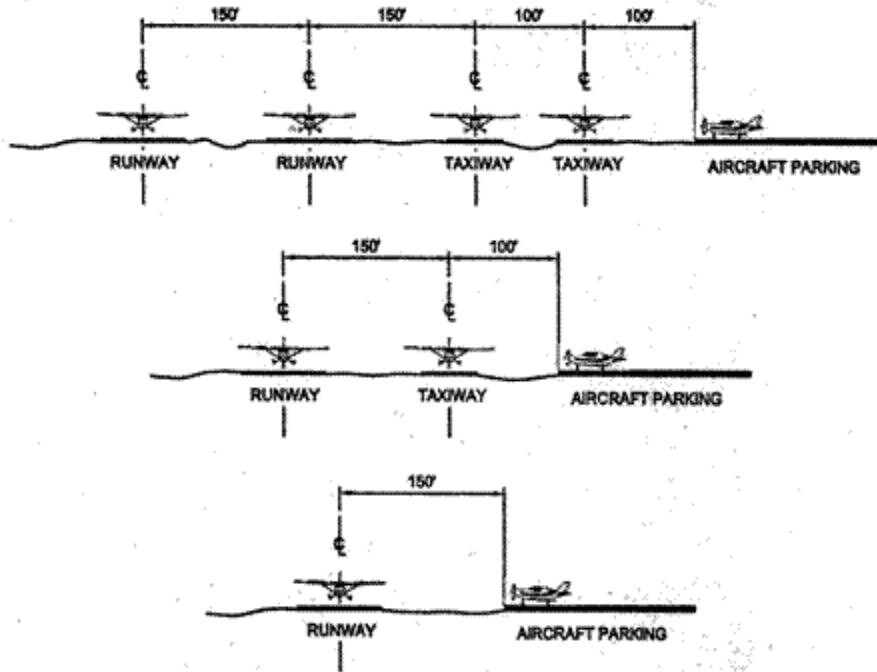 150' 150' 100' 100'
℄ ℄ ℄ ℄
RUNWAY RUNWAY TAXIWAY TAXIWAY AIRCRAFT PARKING
150' 100'
℄ ℄
RUNWAY TAXIWAY AIRCRAFT PARKING
150'
℄
RUNWAY AIRCRAFT PARKING